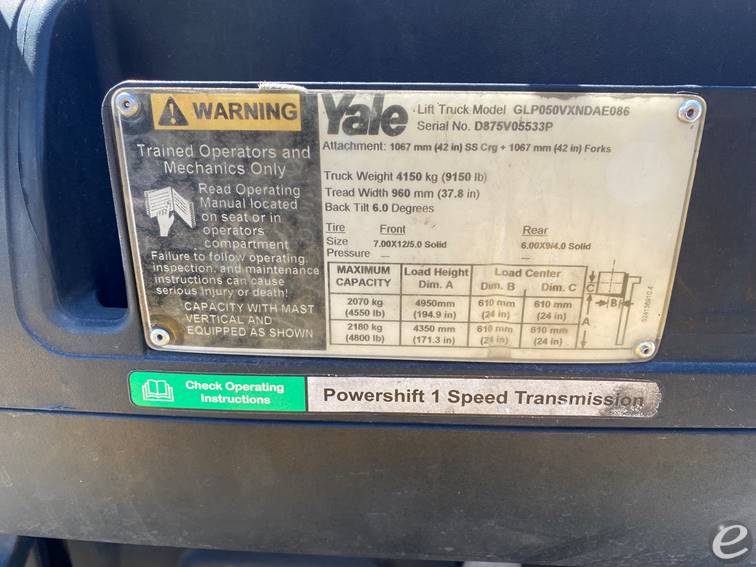 WARNING
Trained Operators and
Mechanics Only
Read Operating
Manual located
on seat or in
operators
compartment
Failure to follow operating,
inspection, and maintenance
instructions can cause
serious injury or death!
CAPACITY WITH MAST
VERTICAL AND
EQUIPPED AS SHOWN
Yale Lift Truck Model GLP050VXNDAE086
Serial No. D875V05533P
Attachment: 1067 mm (42 in) SS Crg + 1067 mm (42 in) Forks
Truck Weight 4150 kg (9150 lb)
Tread Width 960 mm (37.8 in)
Back Tilt 6.0 Degrees
Tire Front Rear
Size 7.00X12/5.0 Solid 6.00X9/4.0 Solid
Pressure — —
MAXIMUM Load Height Load Center
CAPACITY Dim. A Dim. B Dim. C
2070 kg 4950mm 610 mm 610 mm
(4550 lb) (194.9 in) (24 in) (24 in)
2180 kg 4350 mm 610 mm 610 mm
(4800 lb) (171.3 in) (24 in) (24 in)
C
B
A
524136910.4
Check Operating
Instructions
Powershift 1 Speed Transmission
e